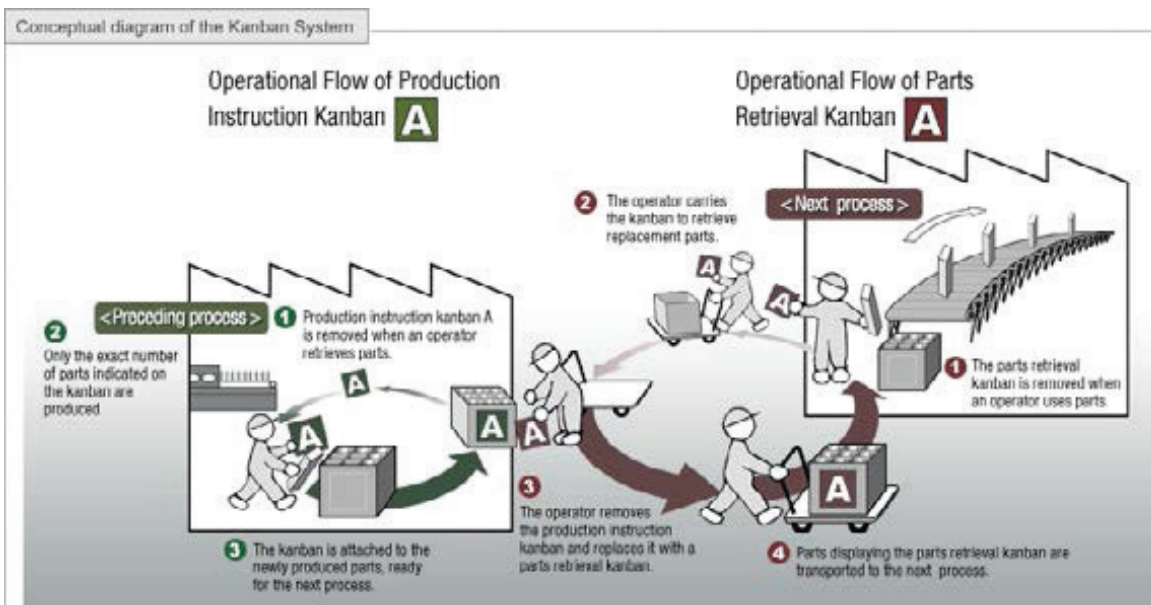 Conceptual diagram of the Kanban System
Operational Flow of Production
Instruction Kanban A
Operational Flow of Parts
Retrieval Kanban A
<Preceding process>
1 Production instruction kanban A
is removed when an operator
retrieves parts.
2
Only the exact number
of parts indicated on
the kanban are
produced
A
A
A
A
3 The kanban is attached to the
newly produced parts, ready
for the next process.
<Next process>
1 The parts retrieval
kanban is removed when
an operator uses parts.
2 The operator carries
the kanban to retrieve
replacement parts.
A
A
3
The operator removes
the production instruction
kanban and replaces it with a
parts retrieval kanban.
A
4 Parts displaying the parts retrieval kanban are
transported to the next process.